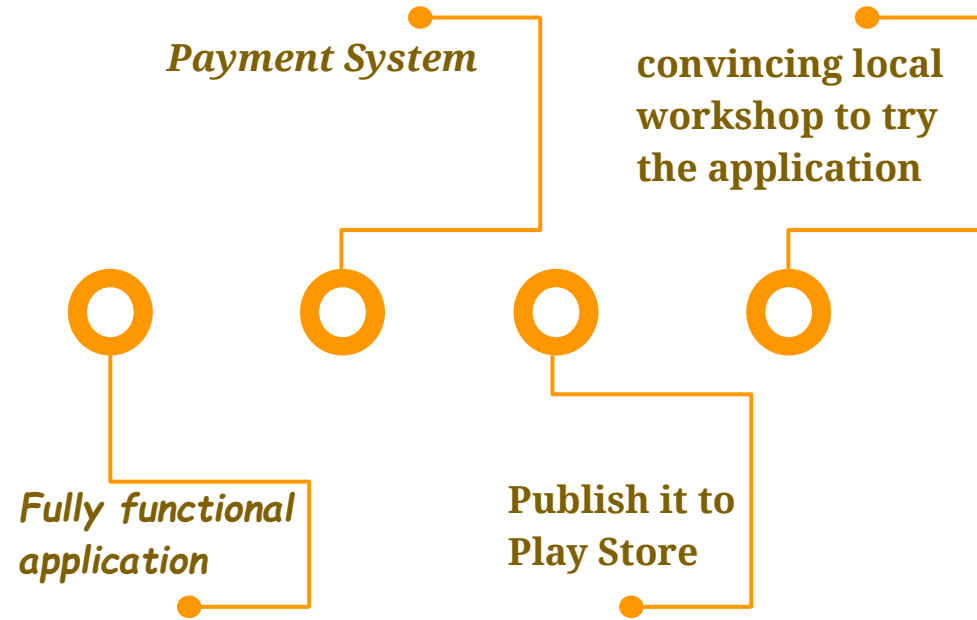 Payment System
convincing local
workshop to try
the application
Fully functional
application
Publish it to
Play Store